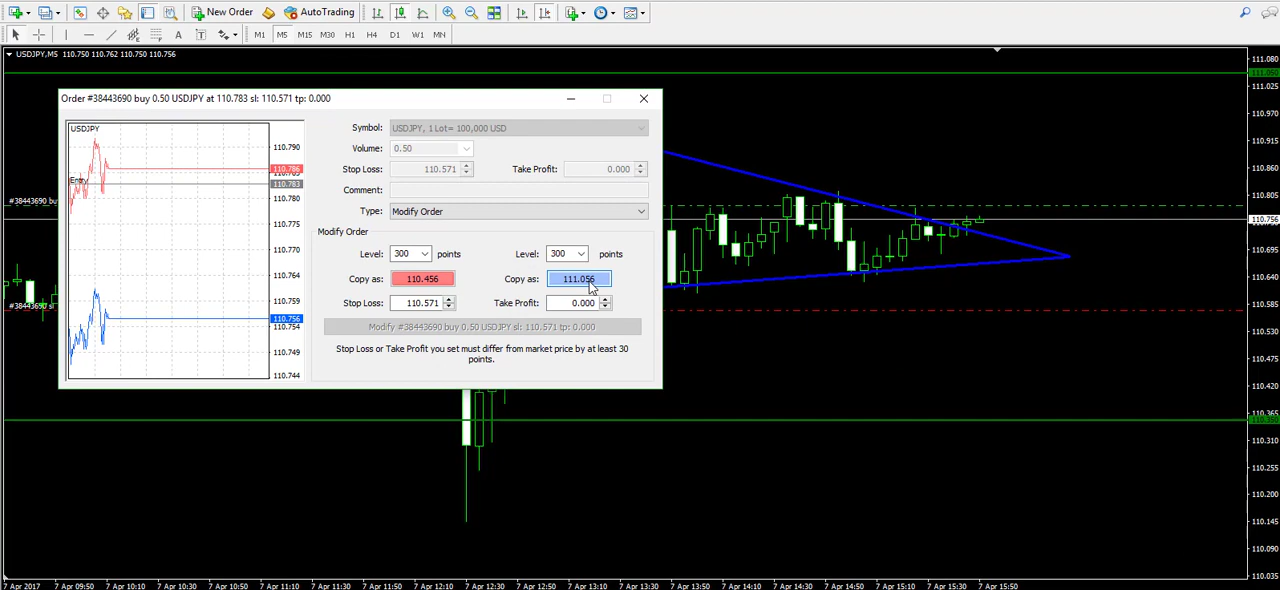 New Order AutoTrading
A T M1 M5 M15 M30 H1 H4 D1 W1 MN
USDJPY,M5 110.750 110.762 110.750 110.756
Order #38443690 buy 0.50 USDJPY at 110.783 sl: 110.571 tp: 0.000
USDJPY
110.790
110.786
110.785
Entry
110.783
110.780
110.775
110.770
110.764
110.759
110.756
110.754
110.749
110.744
Symbol: USDJPY, 1 Lot= 100,000 USD
Volume: 0.50
Stop Loss: 110.571 Take Profit: 0.000
Comment:
Type: Modify Order
Modify Order
Level: 300 points Level: 300 points
Copy as: 110.456 Copy as: 111.056
Stop Loss: 110.571 Take Profit: 0.000
Modify #38443690 buy 0.50 USDJPY sl: 110.571 tp: 0.000
Stop Loss or Take Profit you set must differ from market price by at least 30
points.
#38443690 bu
#38443690 sl
111.080
111.025
110.970
110.915
110.860
110.805
110.756
110.695
110.640
110.585
110.530
110.475
110.420
110.365
110.310
110.255
110.200
110.145
110.090
110.035
7 Apr 2017 7 Apr 09:50 7 Apr 10:10 7 Apr 10:30 7 Apr 10:50 7 Apr 11:10 7 Apr 11:30 7 Apr 11:50 7 Apr 12:10 7 Apr 12:30 7 Apr 12:50 7 Apr 13:10 7 Apr 13:30 7 Apr 13:50 7 Apr 14:10 7 Apr 14:30 7 Apr 14:50 7 Apr 15:10 7 Apr 15:30 7 Apr 15:50